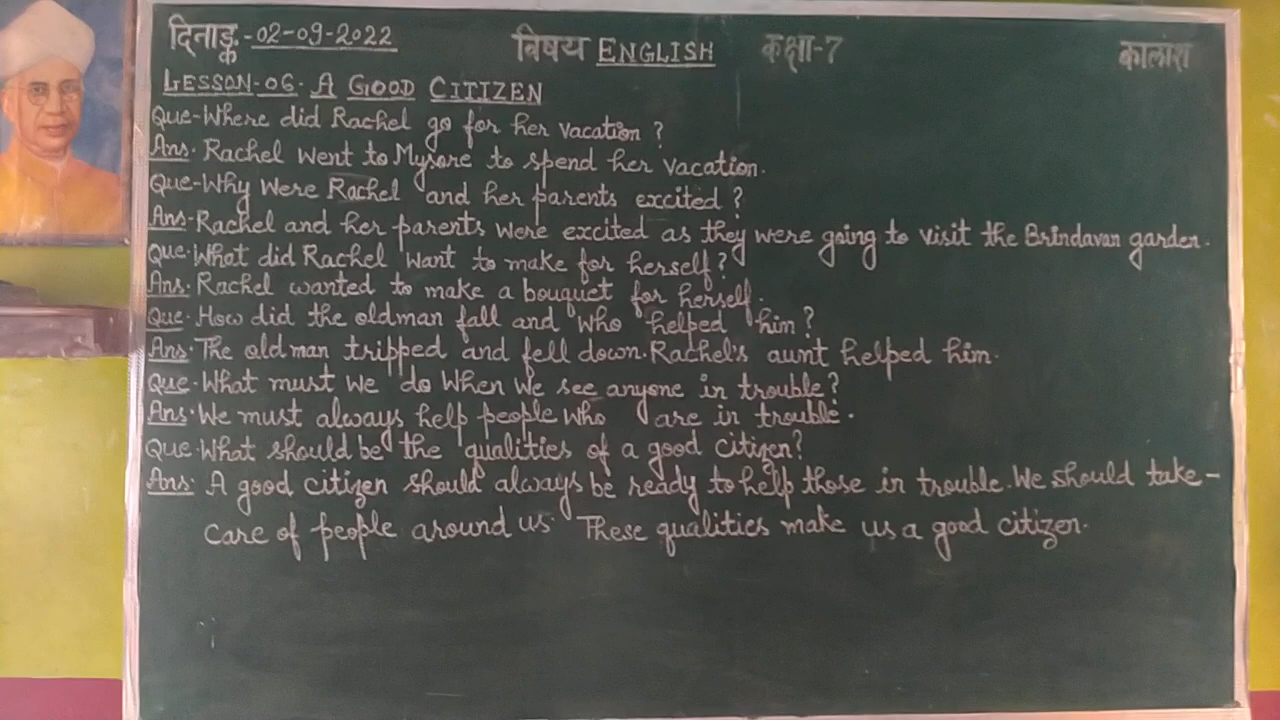 दिनाङ्क - 02-09-2022 विषय ENGLISH कक्षा-7 कालांश
LESSON-06- A GOOD CITIZEN
Que-Where did Rachel go for her vacation ?
Ans. Rachel went to Mysore to spend her vacation.
Que-Why Were Rachel and her parents excited ?
Ans-Rachel and her parents were excited as they were going to visit the Brindavan garden.
Que-What did Rachel want to make for herself ?
Ans. Rachel wanted to make a bouquet for herself.
Que. How did the oldman fall and who helped him ?
Ans. The old man tripped and fell down. Rachel's aunt helped him.
Que. What must we do When we see anyone in trouble ?
Ans. We must always help people who are in trouble.
Que. What should be the qualities of a good citizen ?
Ans. A good citizen should always be ready to help those in trouble. We should take-
care of people around us. These qualities make us a good citizen.